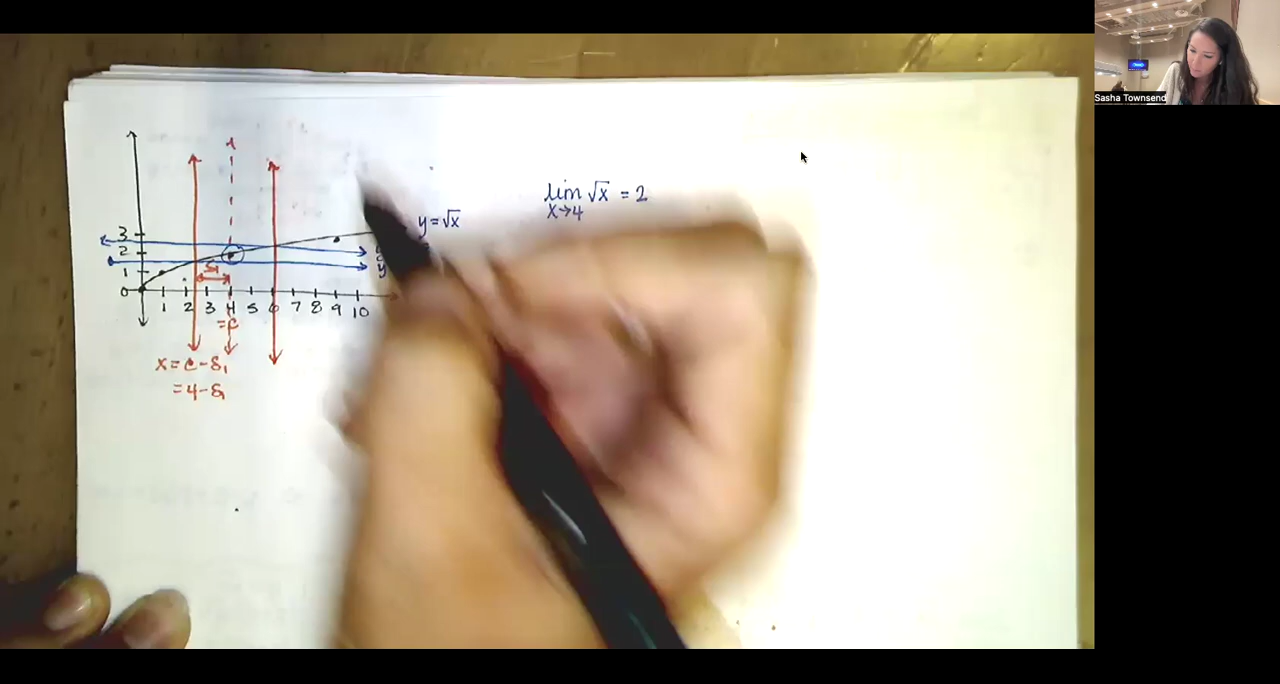 lim √x = 2
x→4
y = √x
3
2
1
0
δ₁
1 2 3 4 5 6 7 8 9 10
= c
x = c - δ₁
= 4 - δ₁
y
Sasha Townsend